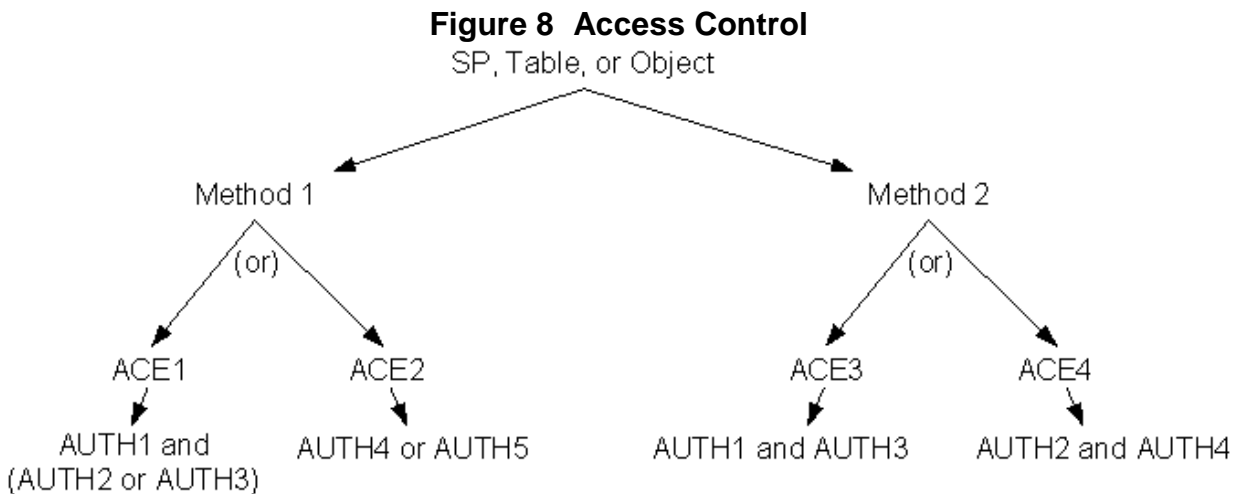 Figure 8 Access Control
SP, Table, or Object
Method 1
Method 2
(or)
(or)
ACE1
ACE2
ACE3
ACE4
AUTH1 and
(AUTH2 or AUTH3)
AUTH4 or AUTH5
AUTH1 and AUTH3
AUTH2 and AUTH4